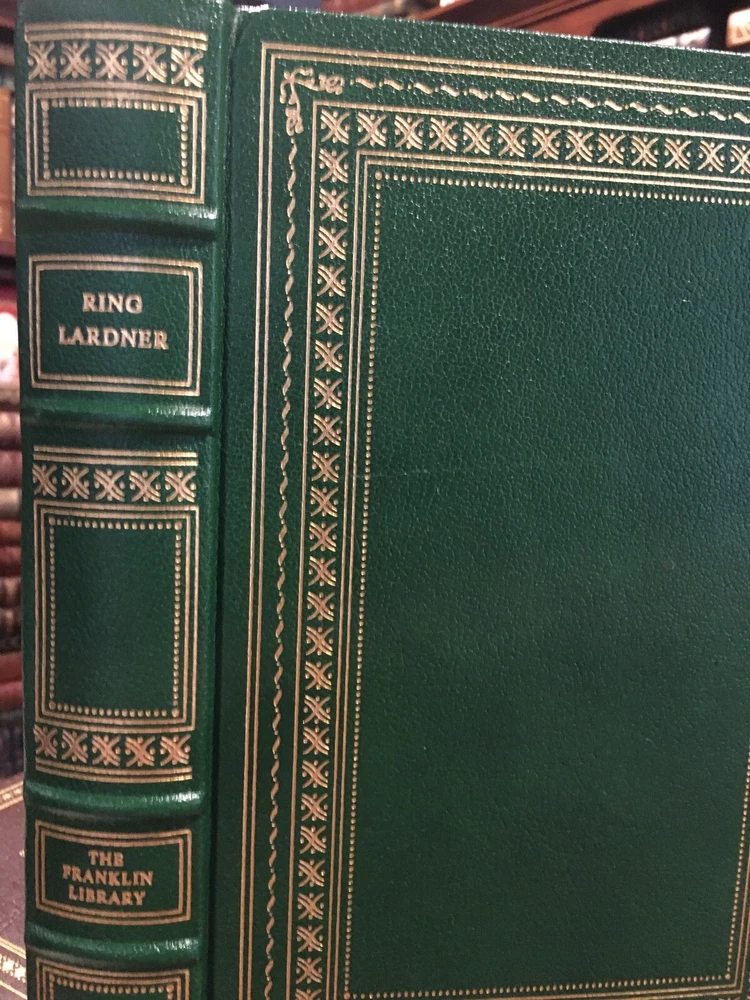 RING
LARDNER
THE
FRANKLIN
LIBRARY